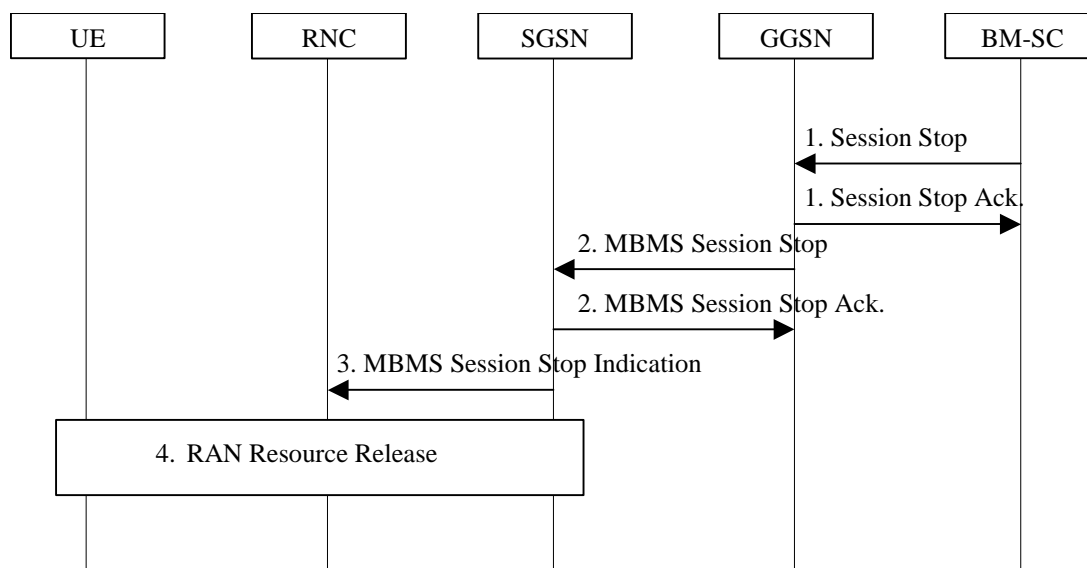 UE
RNC
SGSN
GGSN
BM-SC
1. Session Stop
1. Session Stop Ack.
2. MBMS Session Stop
2. MBMS Session Stop Ack.
3. MBMS Session Stop Indication
4. RAN Resource Release